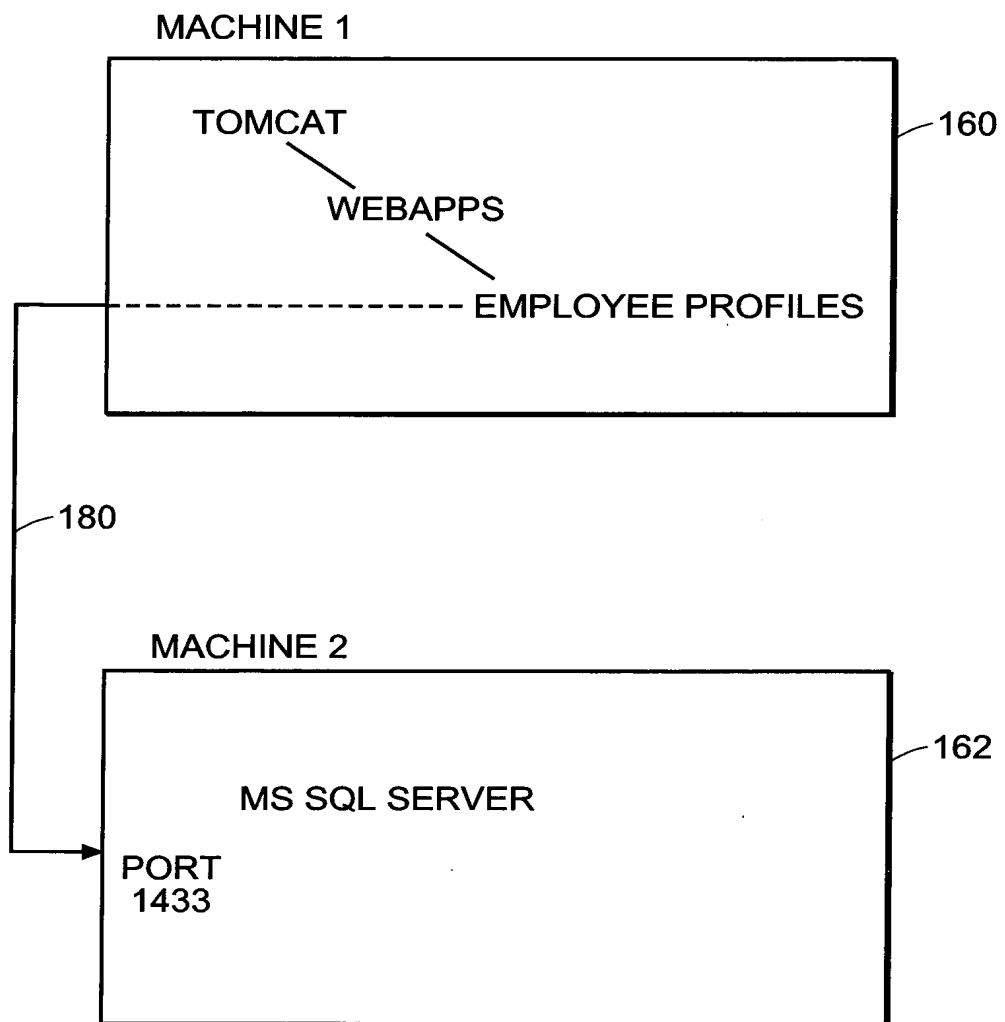 MACHINE 1
TOMCAT
160
WEBAPPS
EMPLOYEE PROFILES
180
MACHINE 2
162
MS SQL SERVER
PORT
1433